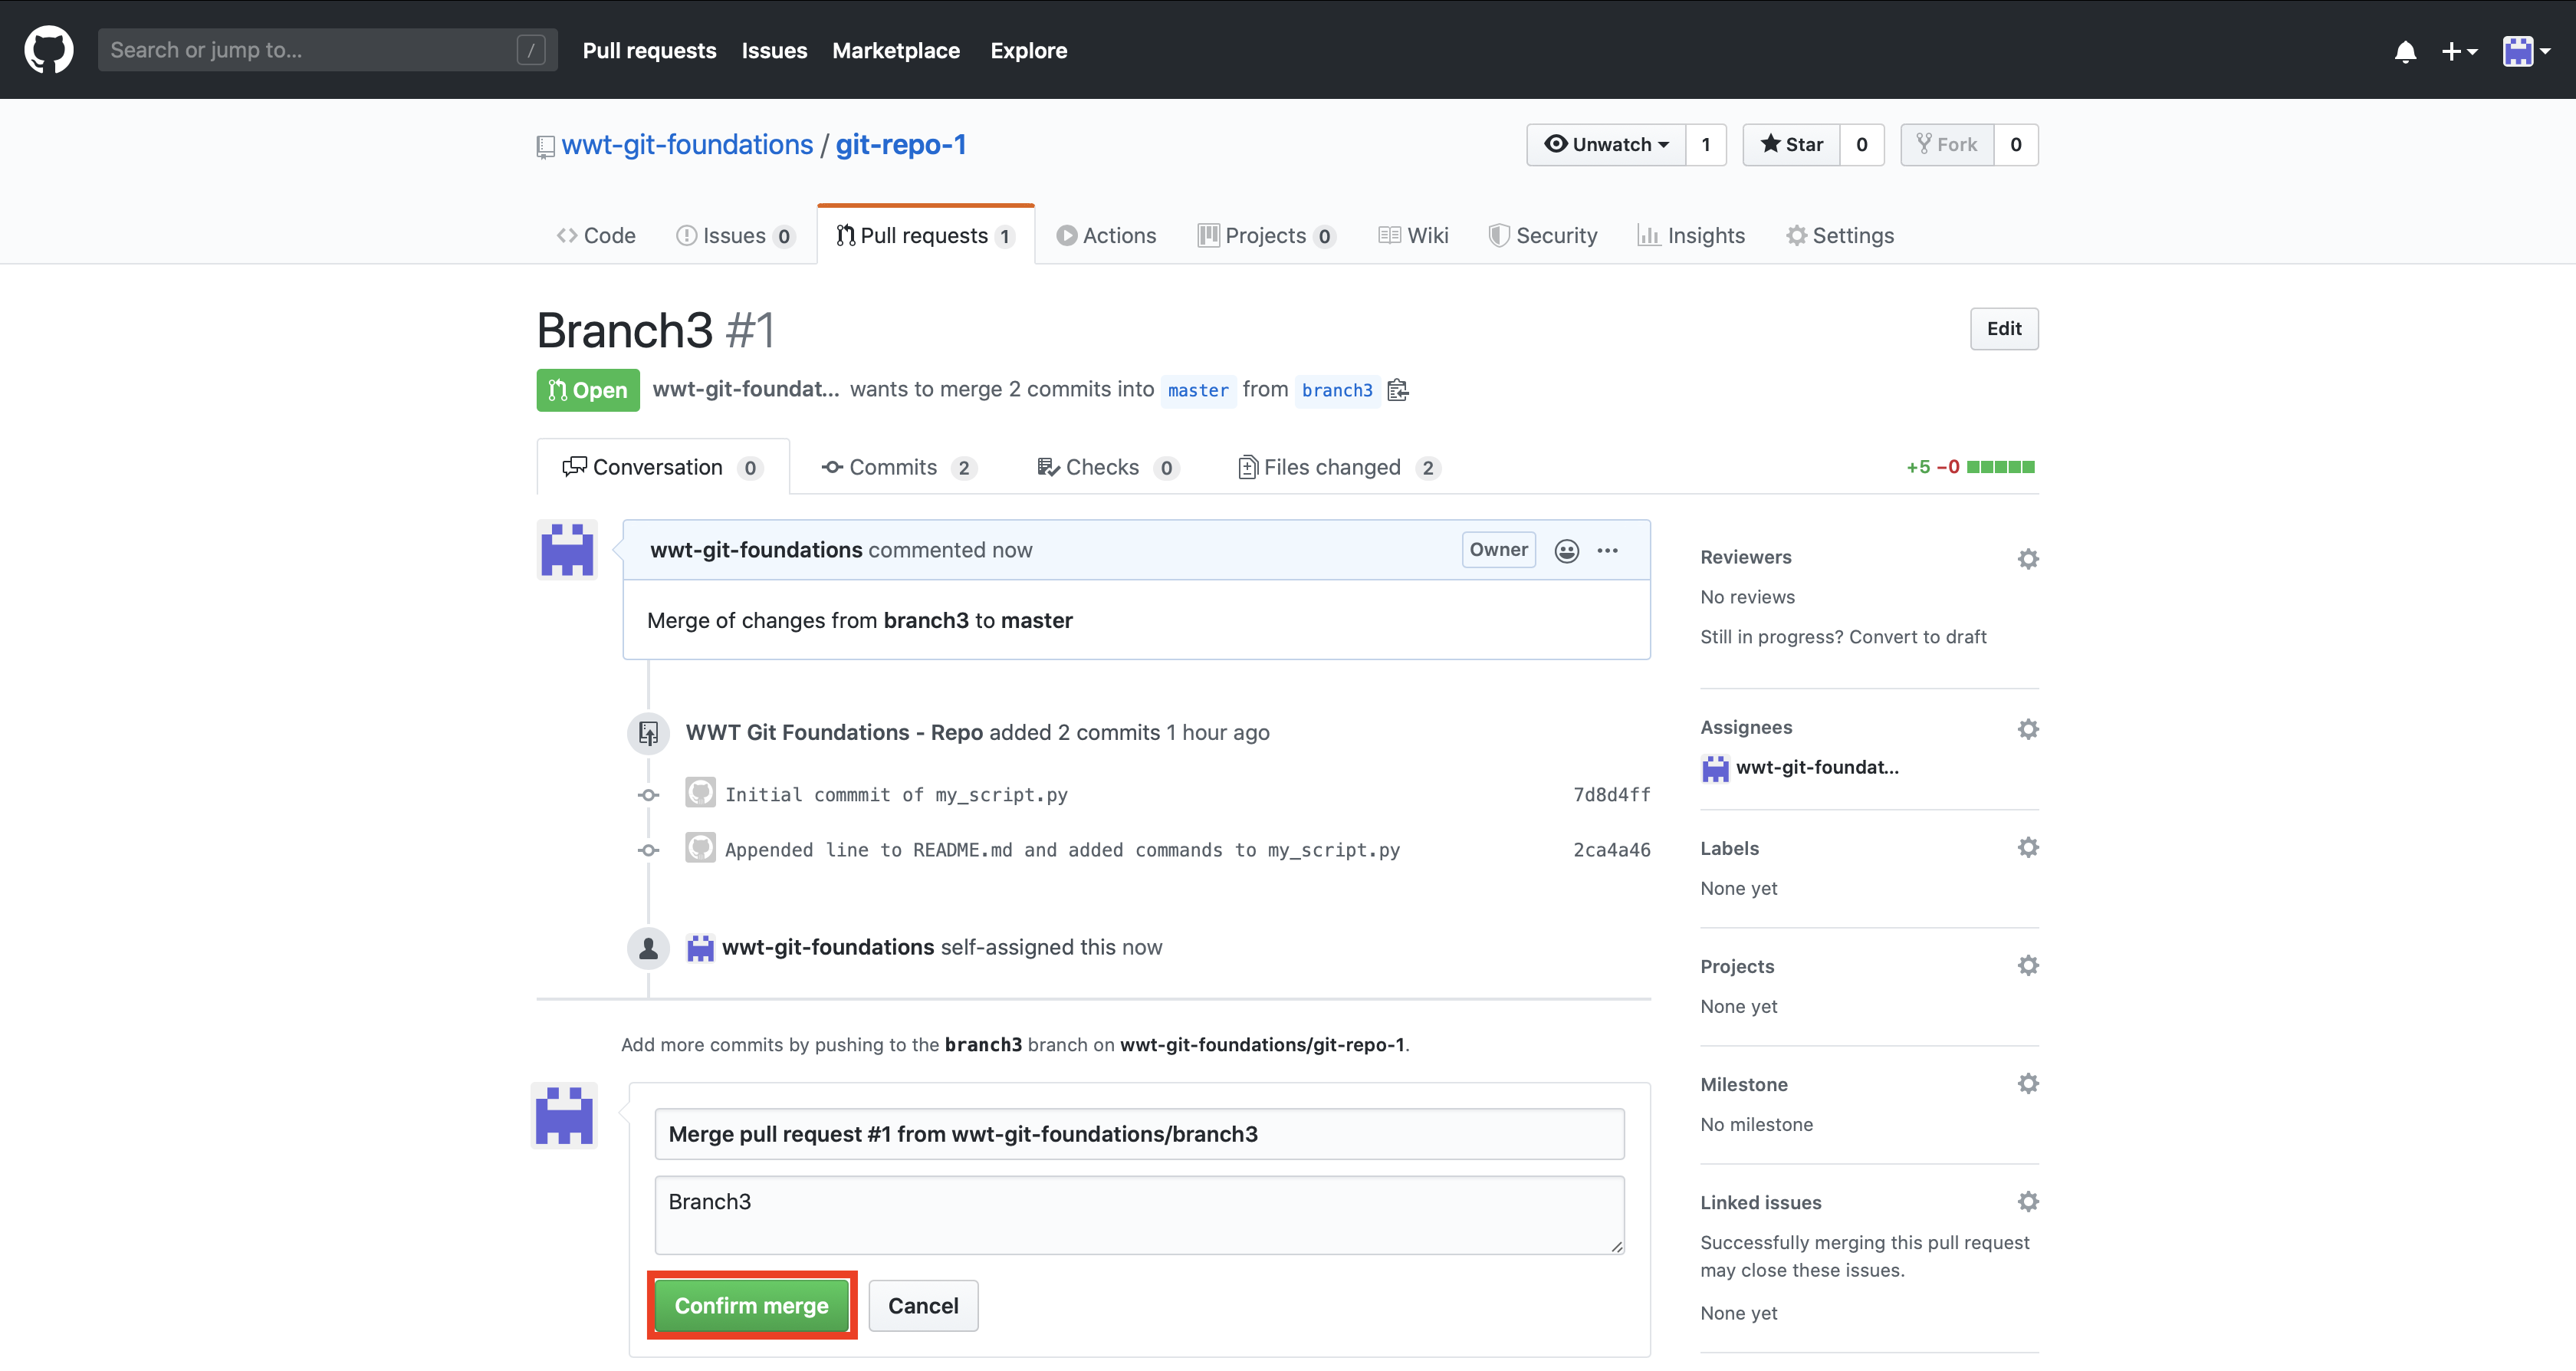 Search or jump to... /
Pull requests Issues Marketplace Explore
wwt-git-foundations / git-repo-1
Unwatch 1 Star 0 Fork 0
Code Issues 0 Pull requests 1 Actions Projects 0 Wiki Security Insights Settings
Branch3 #1
Edit
Open wwt-git-foundat... wants to merge 2 commits into master from branch3
Conversation 0 Commits 2 Checks 0 Files changed 2 +5 −0
wwt-git-foundations commented now Owner
Merge of changes from branch3 to master
WWT Git Foundations - Repo added 2 commits 1 hour ago
Initial commmit of my_script.py 7d8d4ff
Appended line to README.md and added commands to my_script.py 2ca4a46
wwt-git-foundations self-assigned this now
Add more commits by pushing to the branch3 branch on wwt-git-foundations/git-repo-1.
Merge pull request #1 from wwt-git-foundations/branch3
Branch3
Confirm merge Cancel
Reviewers
No reviews
Still in progress? Convert to draft
Assignees
wwt-git-foundat...
Labels
None yet
Projects
None yet
Milestone
No milestone
Linked issues
Successfully merging this pull request
may close these issues.
None yet